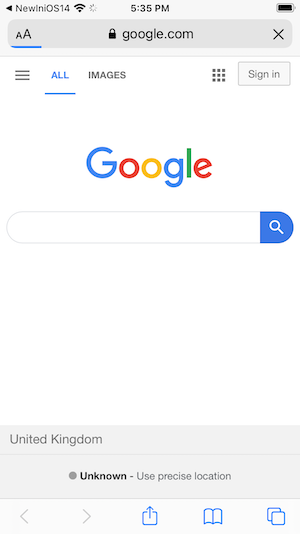 ◀ NewIniOS14 5:35 PM
AA google.com
ALL IMAGES Sign in
Google
United Kingdom
Unknown - Use precise location